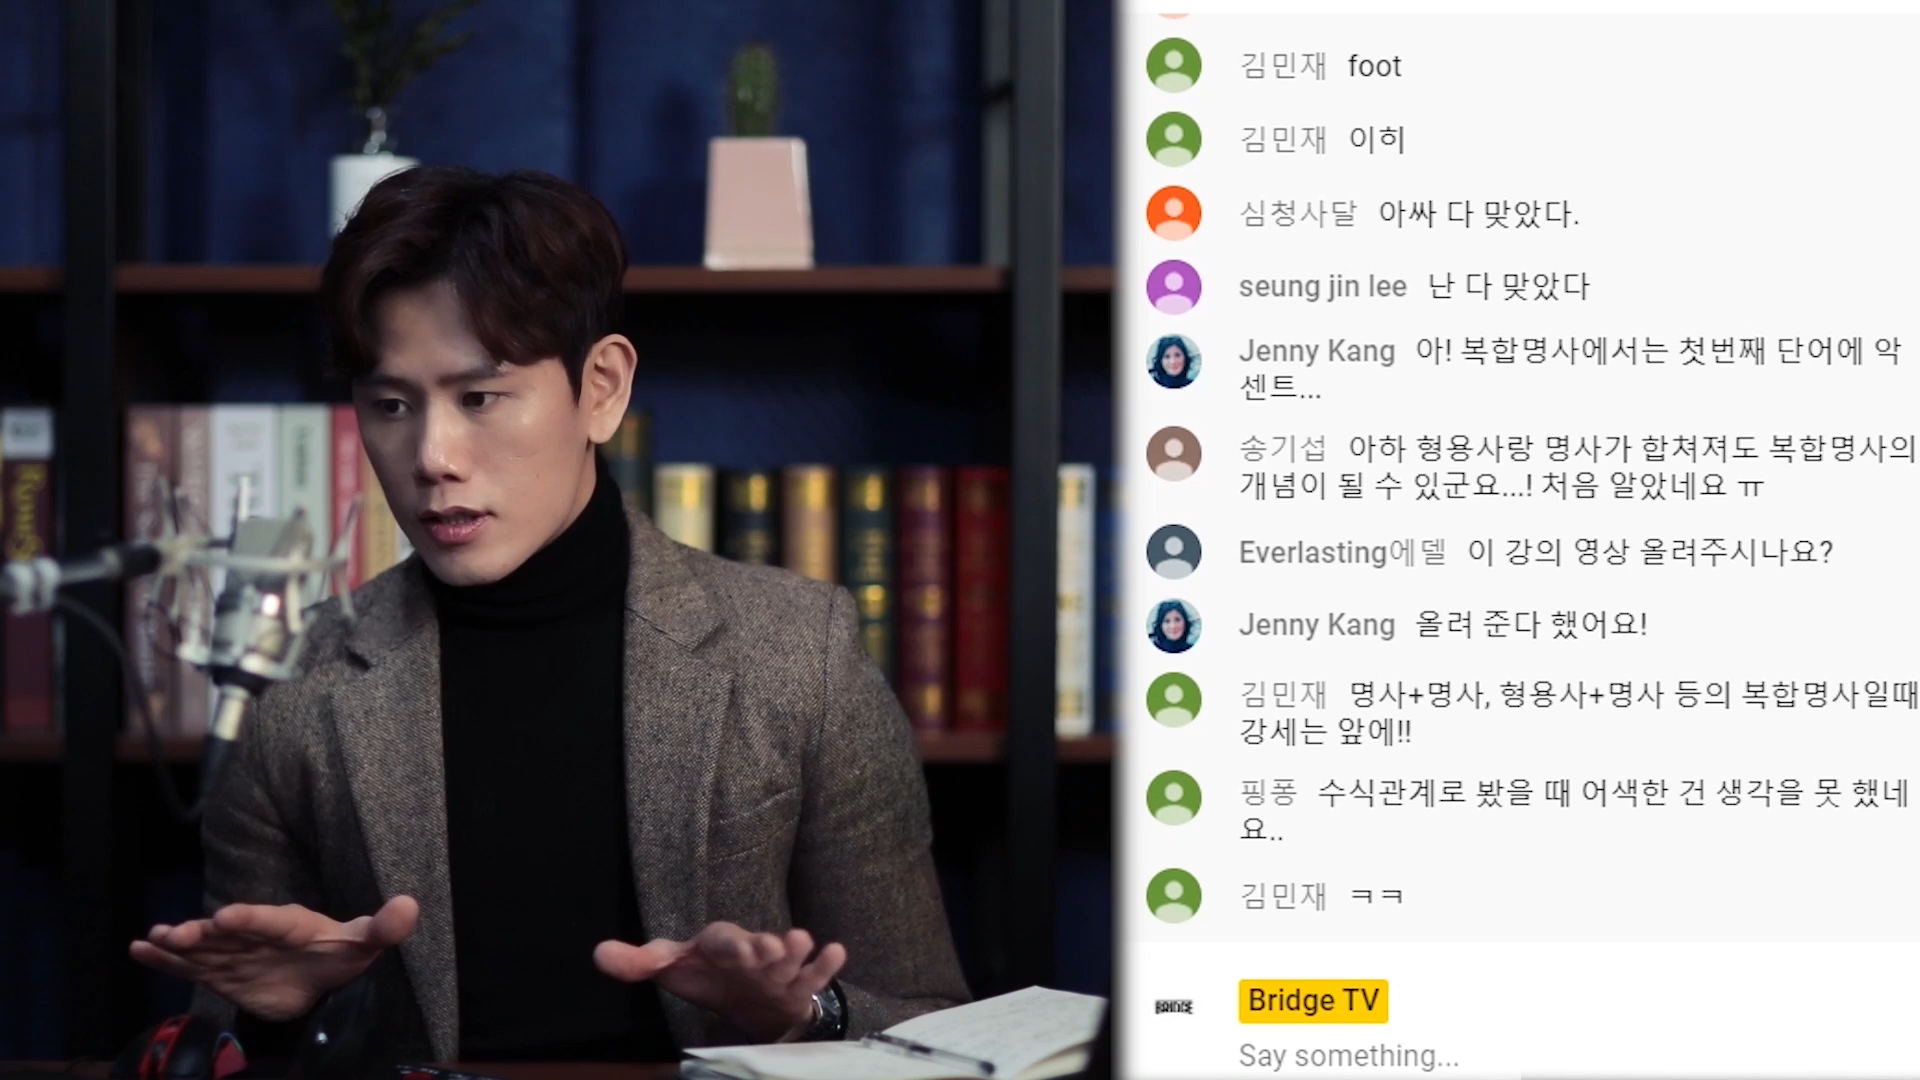 김민재 foot
김민재 이히
심청사달 아싸 다 맞았다.
seung jin lee 난 다 맞았다
Jenny Kang 아! 복합명사에서는 첫번째 단어에 악
센트...
송기섭 아하 형용사랑 명사가 합쳐져도 복합명사의
개념이 될 수 있군요...! 처음 알았네요 ㅠ
Everlasting에델 이 강의 영상 올려주시나요?
Jenny Kang 올려 준다 했어요!
김민재 명사+명사, 형용사+명사 등의 복합명사일때
강세는 앞에!!
핑퐁 수식관계로 봤을 때 어색한 건 생각을 못 했네
요..
김민재 ㅋㅋ
BRIDGE
Bridge TV
Say something...